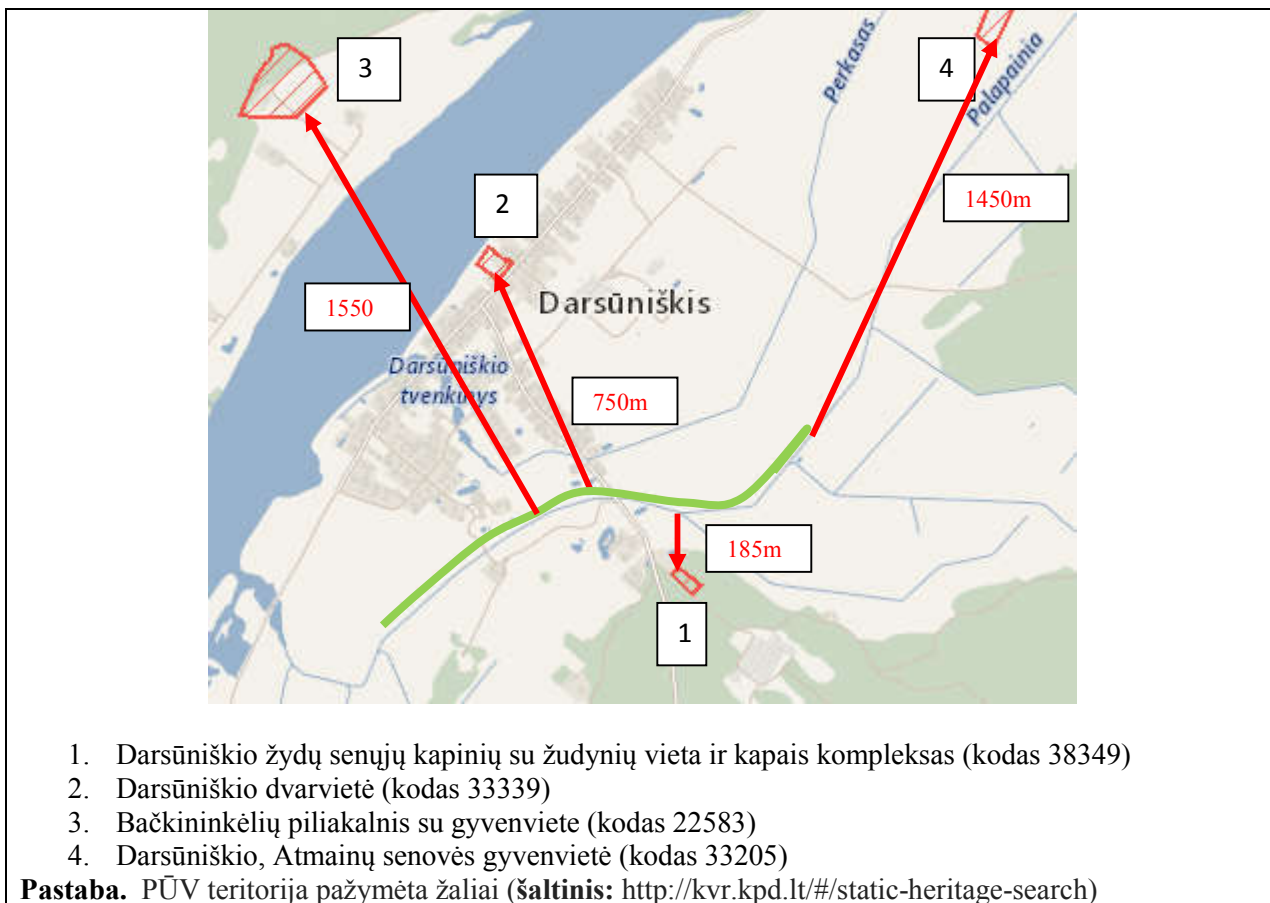 3
4
Perkasas
Palapainia
1450m
2
Darsūniškis
1550
Darsūniškio
tvenkinys
750m
185m
1
1. Darsūniškio žydų senųjų kapinių su žudynių vieta ir kapais kompleksas (kodas 38349)
2. Darsūniškio dvarvietė (kodas 33339)
3. Bačkininkėlių piliakalnis su gyvenviete (kodas 22583)
4. Darsūniškio, Atmainų senovės gyvenvietė (kodas 33205)
Pastaba. PŪV teritorija pažymėta žaliai (šaltinis: http://kvr.kpd.lt/#/static-heritage-search)